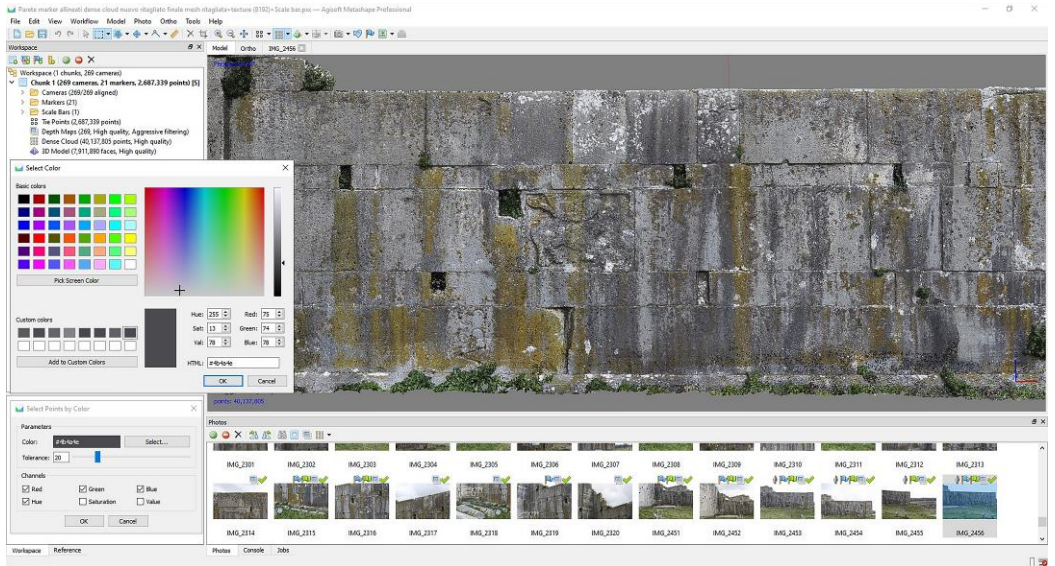 Parete marker allineati dense cloud nuovo ritagliato finale mesh ritagliata+texture (8192)+Scale bar.psx — Agisoft Metashape Professional
File Edit View Workflow Model Photo Ortho Tools Help
Workspace
Model Ortho IMG_2456
Workspace (1 chunks, 269 cameras)
Chunk 1 (269 cameras, 21 markers, 2,687,339 points) [S]
Cameras (269/269 aligned)
Markers (21)
Scale Bars (1)
Tie Points (2,687,339 points)
Depth Maps (269, High quality, Aggressive filtering)
Dense Cloud (40,137,805 points, High quality)
3D Model (7,911,890 faces, High quality)
Select Color
Basic colors
Pick Screen Color
Custom colors
Add to Custom Colors
Hue: 255 Red: 75
Sat: 13 Green: 74
Val: 78 Blue: 78
HTML: #4b4a4e
OK Cancel
points: 40,137,805
Select Points by Color
Parameters
Color: #4b4a4e Select...
Tolerance: 20
Channels
Red Green Blue
Hue Saturation Value
OK Cancel
Photos
IMG_2301 IMG_2302 IMG_2303 IMG_2304 IMG_2305 IMG_2306 IMG_2307 IMG_2308 IMG_2309 IMG_2310 IMG_2311 IMG_2312 IMG_2313
IMG_2314 IMG_2315 IMG_2316 IMG_2317 IMG_2318 IMG_2319 IMG_2320 IMG_2451 IMG_2452 IMG_2453 IMG_2454 IMG_2455 IMG_2456
Workspace Reference
Photos Console Jobs